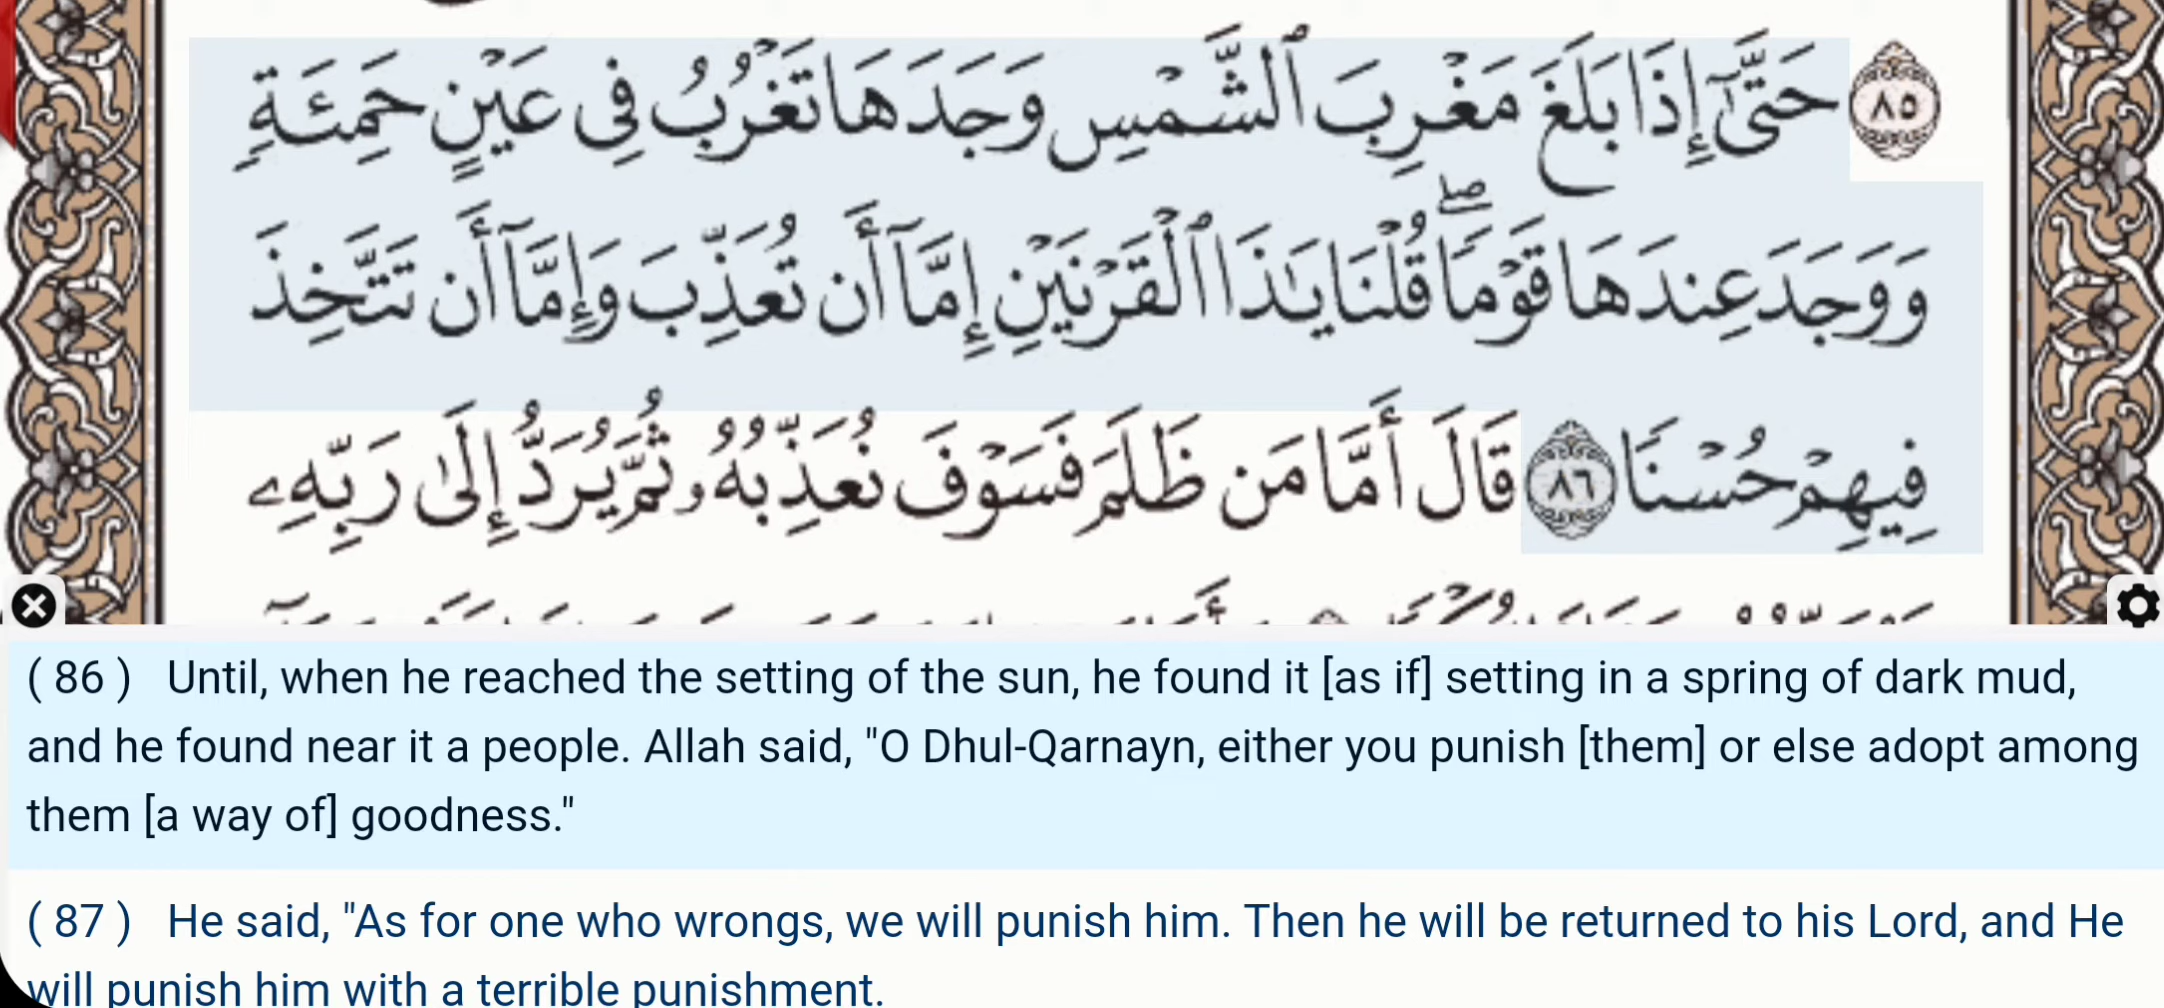 ٨٥ حَتَّىٰٓ إِذَا بَلَغَ مَغْرِبَ ٱلشَّمْسِ وَجَدَهَا تَغْرُبُ فِى عَيْنٍ حَمِئَةٍ
وَوَجَدَ عِندَهَا قَوْمًاۖ قُلْنَا يَـٰذَا ٱلْقَرْنَيْنِ إِمَّآ أَن تُعَذِّبَ وَإِمَّآ أَن تَتَّخِذَ
فِيهِمْ حُسْنًا ٨٦ قَالَ أَمَّا مَن ظَلَمَ فَسَوْفَ نُعَذِّبُهُۥ ثُمَّ يُرَدُّ إِلَىٰ رَبِّهِۦ
( 86 ) Until, when he reached the setting of the sun, he found it [as if] setting in a spring of dark mud,
and he found near it a people. Allah said, "O Dhul-Qarnayn, either you punish [them] or else adopt among
them [a way of] goodness."
( 87 ) He said, "As for one who wrongs, we will punish him. Then he will be returned to his Lord, and He
will punish him with a terrible punishment.